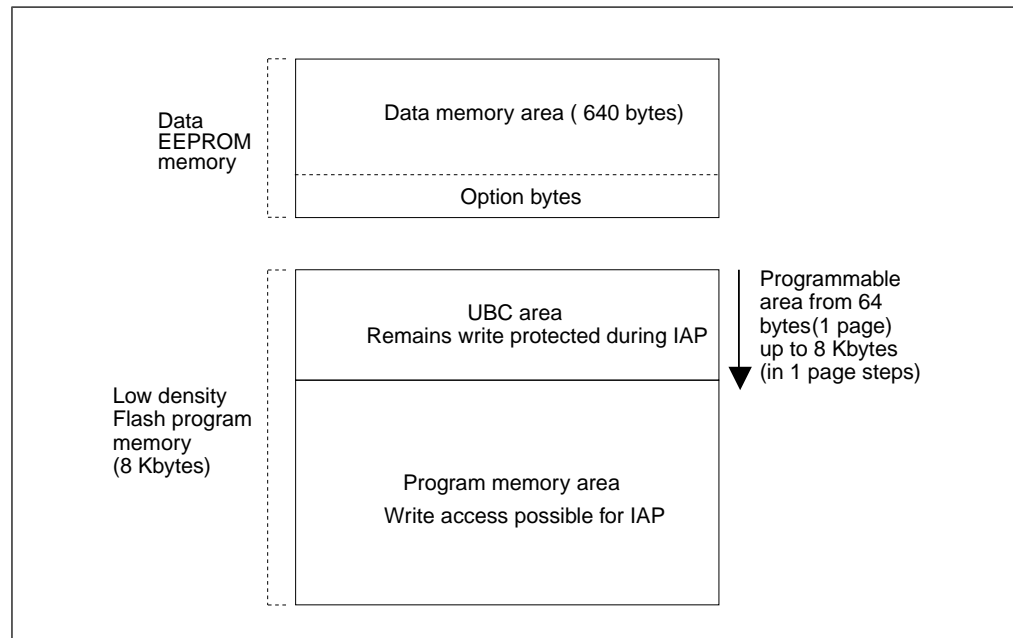 Data memory area ( 640 bytes)
Data
EEPROM
memory
Option bytes
Programmable
area from 64
bytes(1 page)
up to 8 Kbytes
(in 1 page steps)
UBC area
Remains write protected during IAP
Low density
Flash program
memory
(8 Kbytes)
Program memory area
Write access possible for IAP